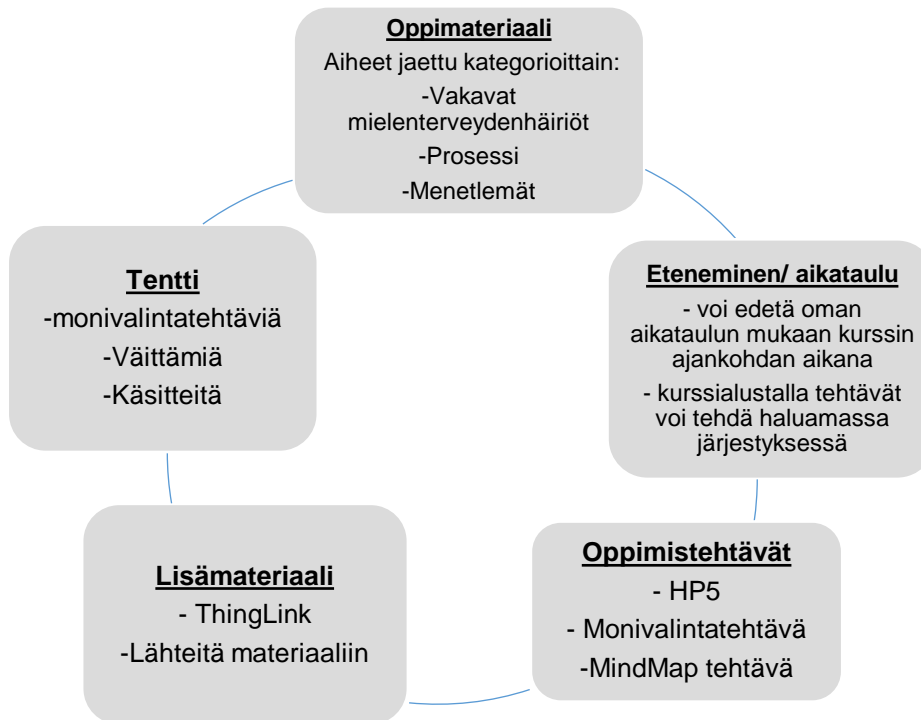 Oppimateriaali
Aiheet jaettu kategorioittain:
-Vakavat
mielenterveydenhäiriöt
-Prosessi
-Menetlemät
Eteneminen/ aikataulu
- voi edetä oman
aikataulun mukaan kurssin
ajankohdan aikana
- kurssialustalla tehtävät
voi tehdä haluamassa
järjestyksessä
Oppimistehtävät
- HP5
- Monivalintatehtävä
-MindMap tehtävä
Lisämateriaali
- ThingLink
-Lähteitä materiaaliin
Tentti
-monivalintatehtäviä
-Väittämiä
-Käsitteitä